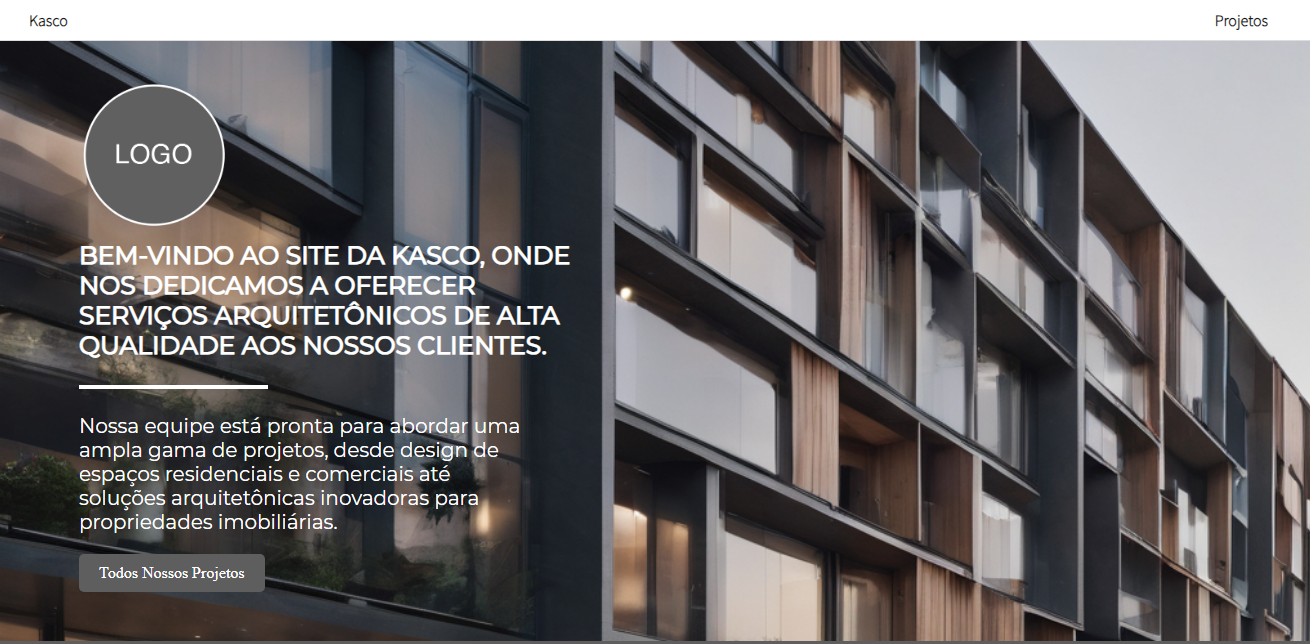 Kasco
Projetos
LOGO
BEM-VINDO AO SITE DA KASCO, ONDE
NOS DEDICAMOS A OFERECER
SERVIÇOS ARQUITETÔNICOS DE ALTA
QUALIDADE AOS NOSSOS CLIENTES.
Nossa equipe está pronta para abordar uma
ampla gama de projetos, desde design de
espaços residenciais e comerciais até
soluções arquitetônicas inovadoras para
propriedades imobiliárias.
Todos Nossos Projetos